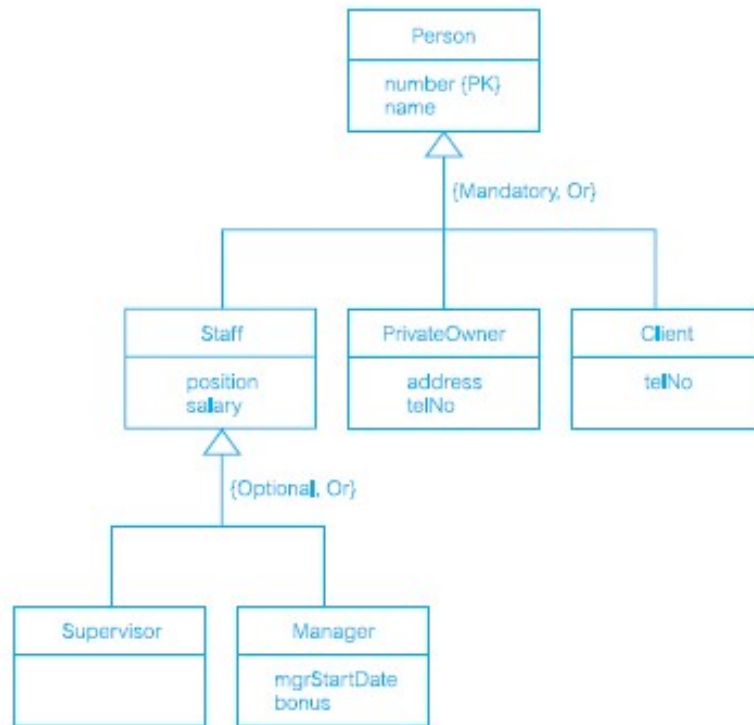 Person
number {PK}
name
{Mandatory, Or}
Staff
PrivateOwner
Client
position
salary
address
telNo
telNo
{Optional, Or}
Supervisor
Manager
mgrStartDate
bonus